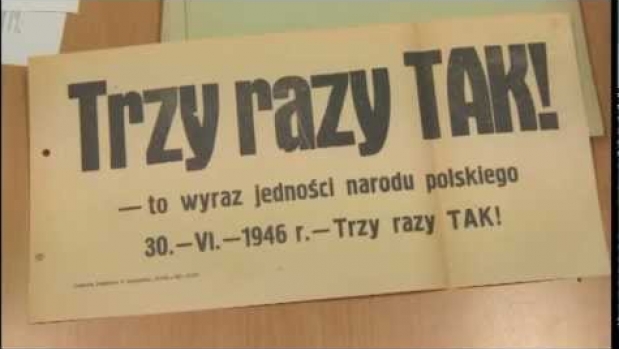 Trzy razy TAK!
— to wyraz jedności narodu polskiego
30.—VI.—1946 r.—Trzy razy TAK!